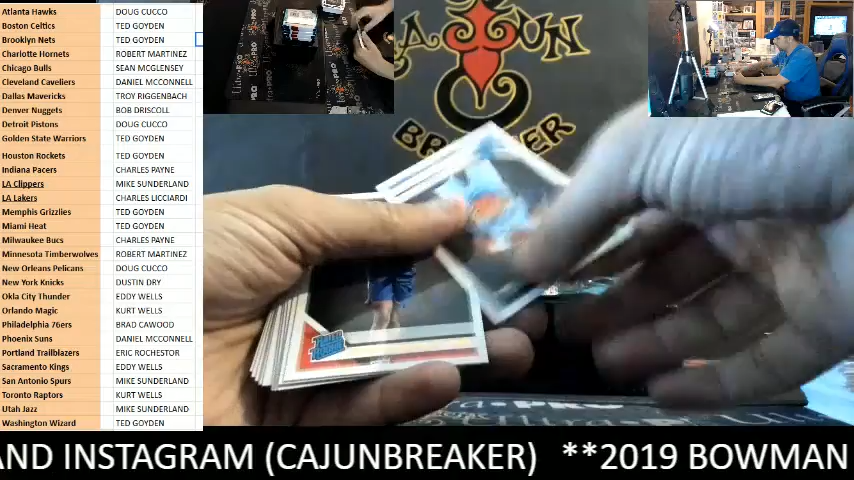 Atlanta Hawks DOUG CUCCO
Boston Celtics TED GOYDEN
Brooklyn Nets TED GOYDEN
Charlotte Hornets ROBERT MARTINEZ
Chicago Bulls SEAN MCGLENSEY
Cleveland Cavaliers DANIEL MCCONNELL
Dallas Mavericks TROY RIGGENBACH
Denver Nuggets BOB DRISCOLL
Detroit Pistons DOUG CUCCO
Golden State Warriors TED GOYDEN
Houston Rockets TED GOYDEN
Indiana Pacers CHARLES PAYNE
LA Clippers MIKE SUNDERLAND
LA Lakers CHARLES LICCIARDI
Memphis Grizzlies TED GOYDEN
Miami Heat TED GOYDEN
Milwaukee Bucs CHARLES PAYNE
Minnesota Timberwolves ROBERT MARTINEZ
New Orleans Pelicans DOUG CUCCO
New York Knicks DUSTIN DRY
Okla City Thunder EDDY WELLS
Orlando Magic KURT WELLS
Philadelphia 76ers BRAD CAWOOD
Phoenix Suns DANIEL MCCONNELL
Portland Trailblazers ERIC ROCHESTOR
Sacramento Kings EDDY WELLS
San Antonio Spurs MIKE SUNDERLAND
Toronto Raptors KURT WELLS
Utah Jazz MIKE SUNDERLAND
Washington Wizard TED GOYDEN
AND INSTAGRAM (CAJUNBREAKER) **2019 BOWMAN